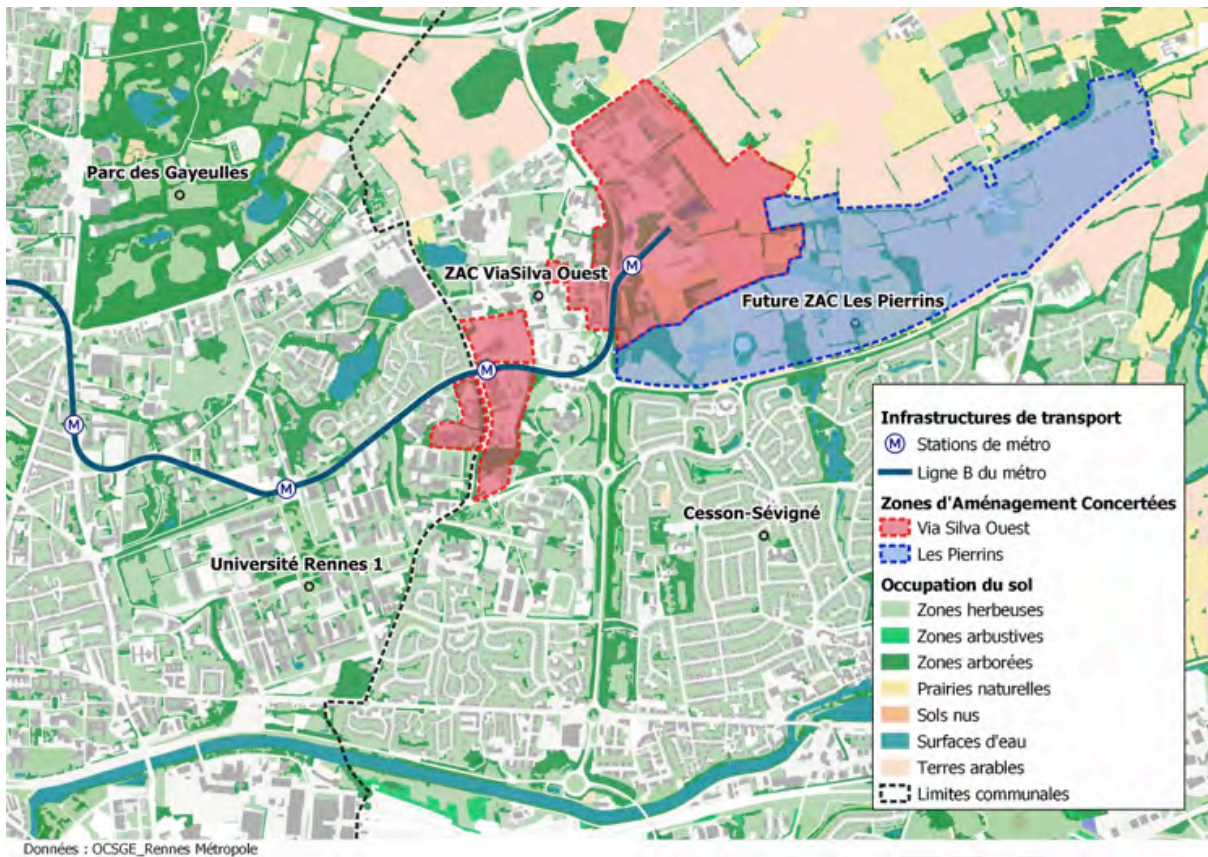 Parc des Gayeulles
ZAC ViaSilva Ouest
M
Future ZAC Les Pierrins
M
M
M
Cesson-Sévigné
Université Rennes 1
Infrastructures de transport
M Stations de métro
Ligne B du métro
Zones d'Aménagement Concertées
Via Silva Ouest
Les Pierrins
Occupation du sol
Zones herbeuses
Zones arbustives
Zones arborées
Prairies naturelles
Sols nus
Surfaces d'eau
Terres arables
Limites communales
Données : OCSGE_Rennes Métropole